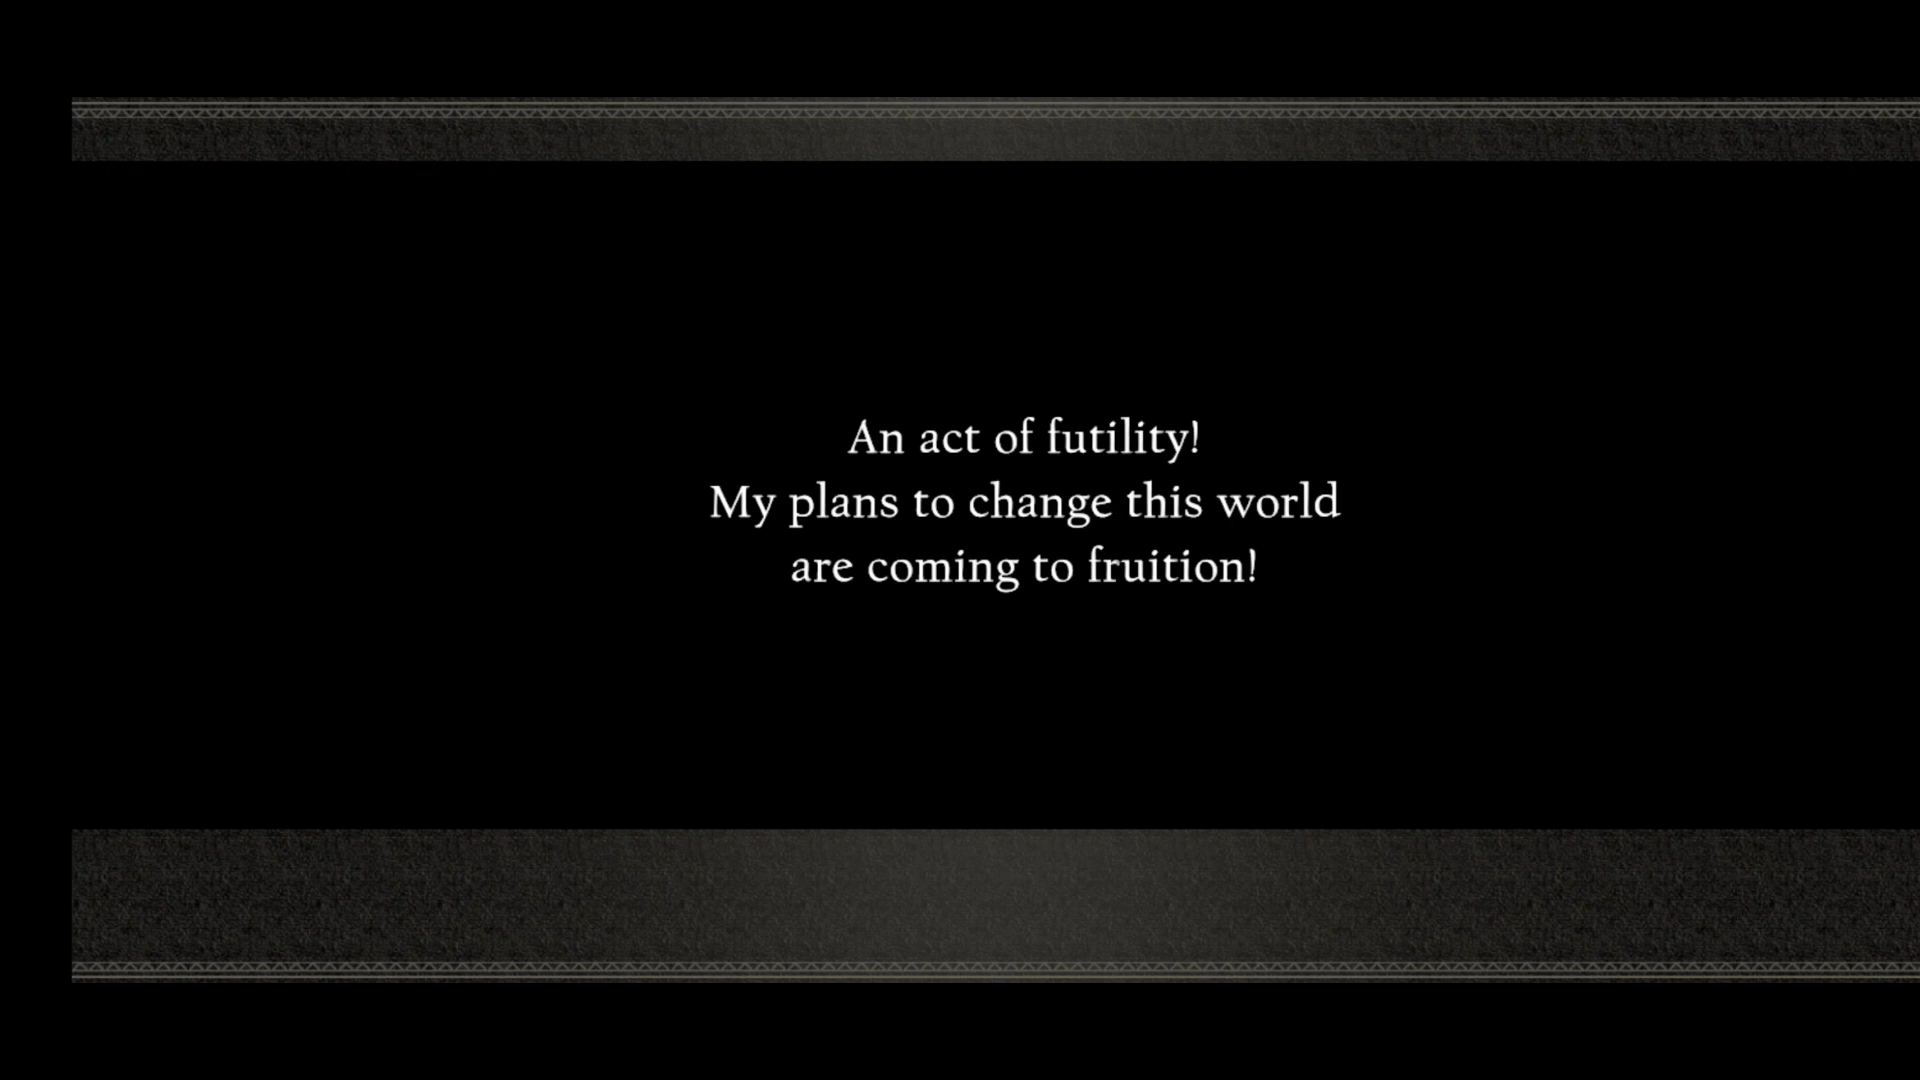 An act of futility!
My plans to change this world
are coming to fruition!